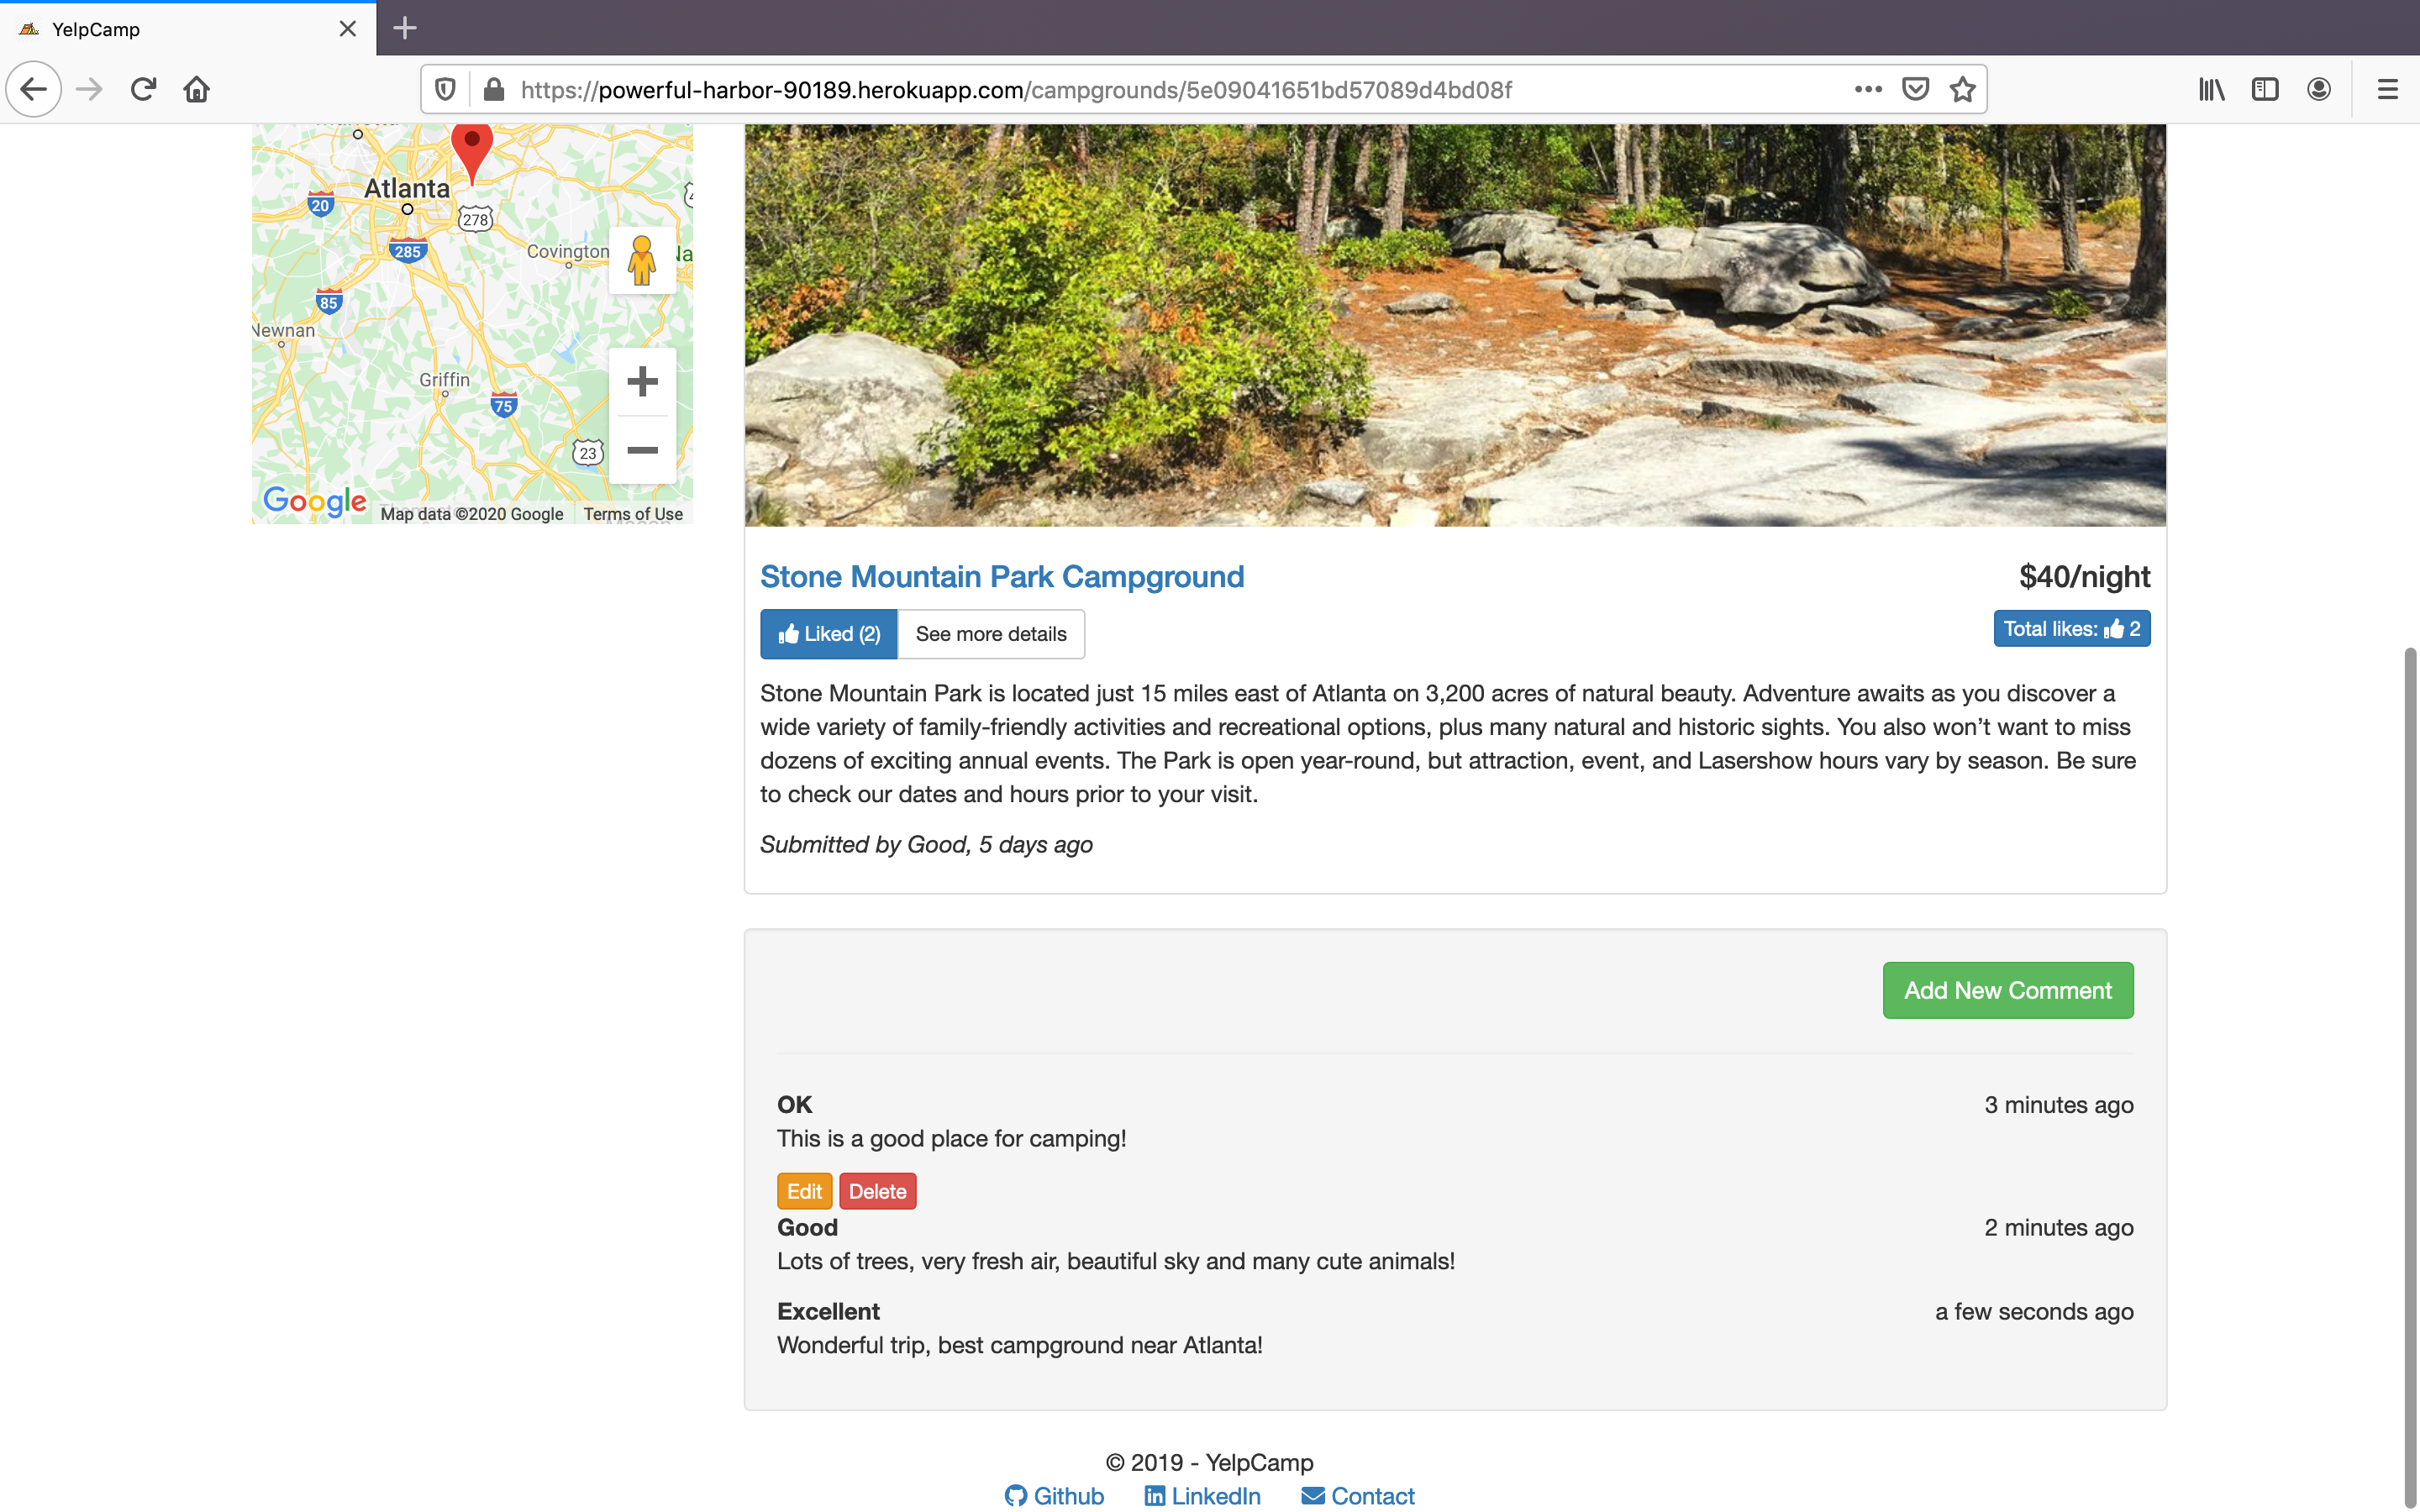 YelpCamp
https://powerful-harbor-90189.herokuapp.com/campgrounds/5e09041651bd57089d4bd08f
Atlanta
20
278
285
Covington
85
Newnan
Griffin
75
23
Google
Map data ©2020 Google
Terms of Use
Stone Mountain Park Campground
$40/night
Liked (2)
See more details
Total likes: 2
Stone Mountain Park is located just 15 miles east of Atlanta on 3,200 acres of natural beauty. Adventure awaits as you discover a
wide variety of family-friendly activities and recreational options, plus many natural and historic sights. You also won’t want to miss
dozens of exciting annual events. The Park is open year-round, but attraction, event, and Lasershow hours vary by season. Be sure
to check our dates and hours prior to your visit.
Submitted by Good, 5 days ago
Add New Comment
OK
3 minutes ago
This is a good place for camping!
Edit
Delete
Good
2 minutes ago
Lots of trees, very fresh air, beautiful sky and many cute animals!
Excellent
a few seconds ago
Wonderful trip, best campground near Atlanta!
© 2019 - YelpCamp
Github
LinkedIn
Contact